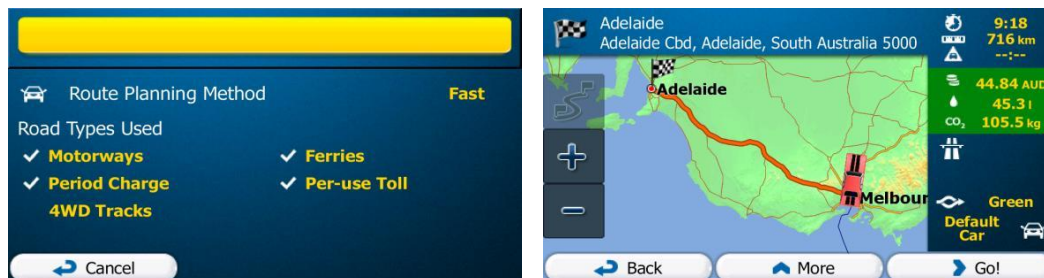 Route Planning Method Fast
Road Types Used
Motorways Ferries
Period Charge Per-use Toll
4WD Tracks
Cancel
Adelaide
Adelaide Cbd, Adelaide, South Australia 5000
9:18
716 km
--:--
44.84 AUD
45.3 l
CO₂ 105.5 kg
Adelaide
Melbour
Green
Default
Car
Back More Go!